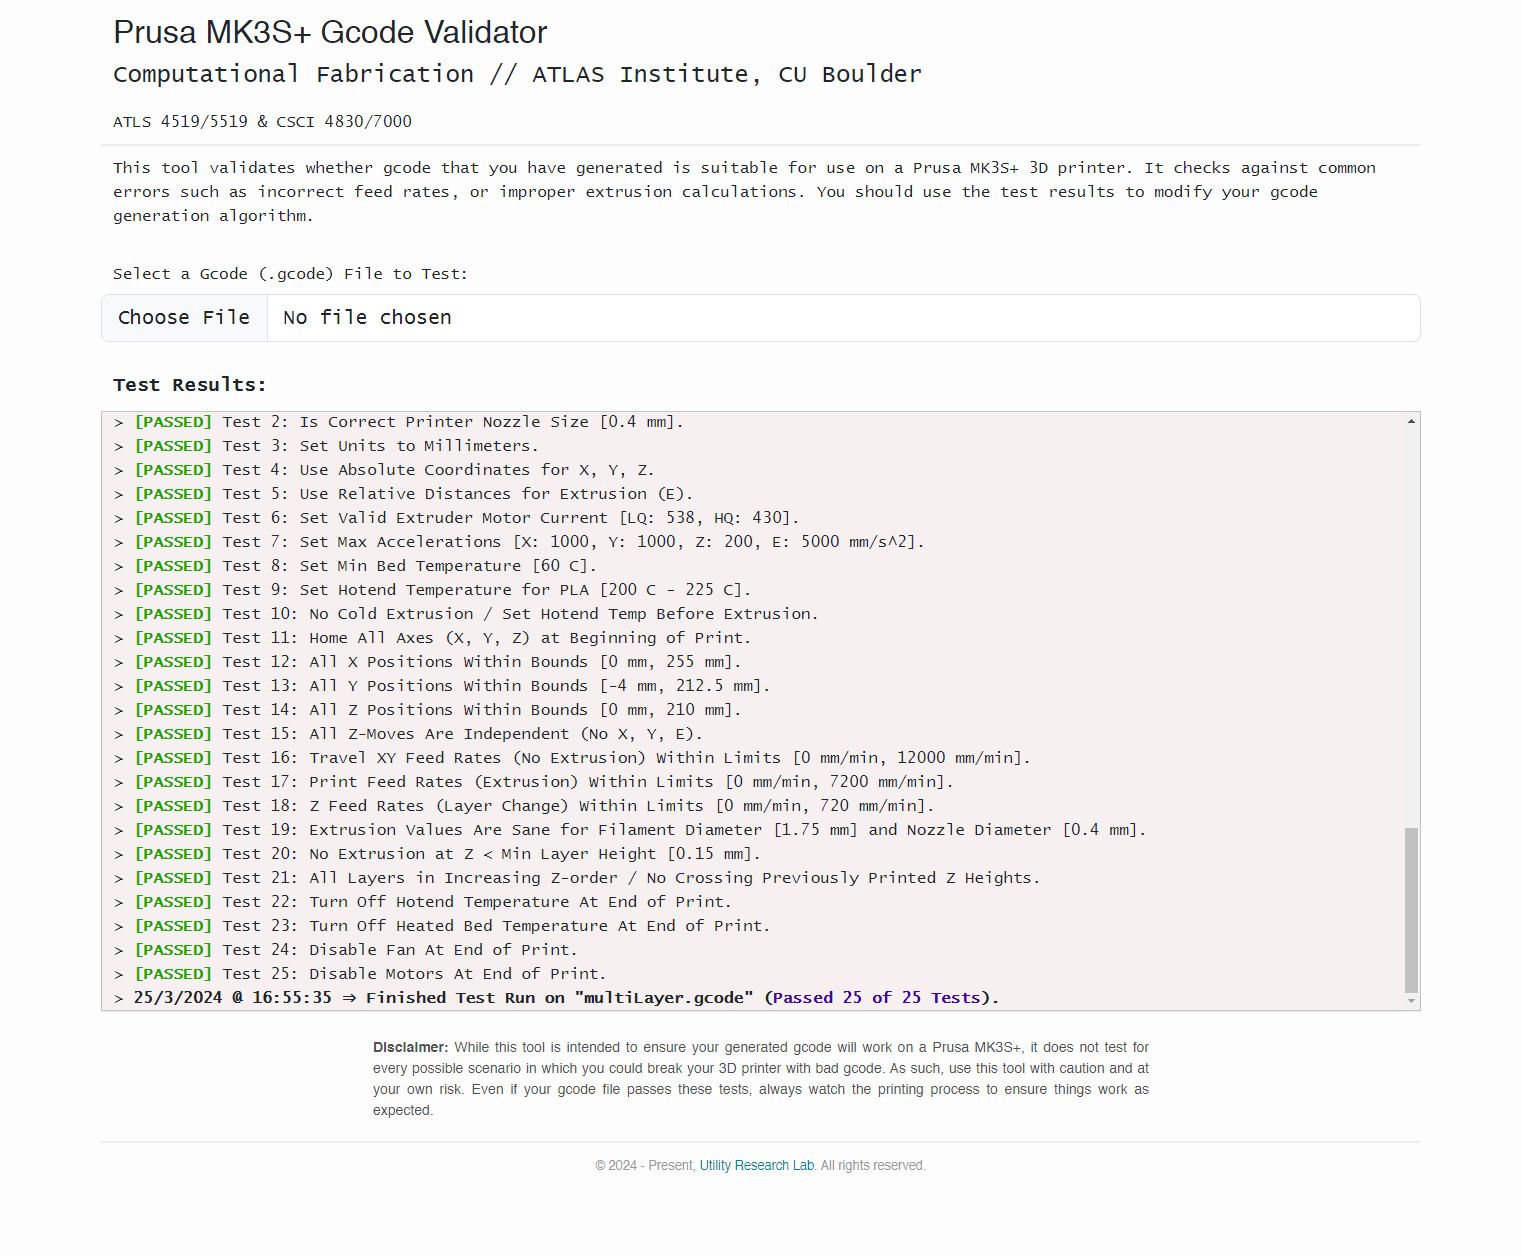 Prusa MK3S+ Gcode Validator
Computational Fabrication // ATLAS Institute, CU Boulder
ATLS 4519/5519 & CSCI 4830/7000
This tool validates whether gcode that you have generated is suitable for use on a Prusa MK3S+ 3D printer. It checks against common
errors such as incorrect feed rates, or improper extrusion calculations. You should use the test results to modify your gcode
generation algorithm.
Select a Gcode (.gcode) File to Test:
Choose File No file chosen
Test Results:
> [PASSED] Test 2: Is Correct Printer Nozzle Size [0.4 mm].
> [PASSED] Test 3: Set Units to Millimeters.
> [PASSED] Test 4: Use Absolute Coordinates for X, Y, Z.
> [PASSED] Test 5: Use Relative Distances for Extrusion (E).
> [PASSED] Test 6: Set Valid Extruder Motor Current [LQ: 538, HQ: 430].
> [PASSED] Test 7: Set Max Accelerations [X: 1000, Y: 1000, Z: 200, E: 5000 mm/s^2].
> [PASSED] Test 8: Set Min Bed Temperature [60 C].
> [PASSED] Test 9: Set Hotend Temperature for PLA [200 C - 225 C].
> [PASSED] Test 10: No Cold Extrusion / Set Hotend Temp Before Extrusion.
> [PASSED] Test 11: Home All Axes (X, Y, Z) at Beginning of Print.
> [PASSED] Test 12: All X Positions Within Bounds [0 mm, 255 mm].
> [PASSED] Test 13: All Y Positions Within Bounds [-4 mm, 212.5 mm].
> [PASSED] Test 14: All Z Positions Within Bounds [0 mm, 210 mm].
> [PASSED] Test 15: All Z-Moves Are Independent (No X, Y, E).
> [PASSED] Test 16: Travel XY Feed Rates (No Extrusion) Within Limits [0 mm/min, 12000 mm/min].
> [PASSED] Test 17: Print Feed Rates (Extrusion) Within Limits [0 mm/min, 7200 mm/min].
> [PASSED] Test 18: Z Feed Rates (Layer Change) Within Limits [0 mm/min, 720 mm/min].
> [PASSED] Test 19: Extrusion Values Are Sane for Filament Diameter [1.75 mm] and Nozzle Diameter [0.4 mm].
> [PASSED] Test 20: No Extrusion at Z < Min Layer Height [0.15 mm].
> [PASSED] Test 21: All Layers in Increasing Z-order / No Crossing Previously Printed Z Heights.
> [PASSED] Test 22: Turn Off Hotend Temperature At End of Print.
> [PASSED] Test 23: Turn Off Heated Bed Temperature At End of Print.
> [PASSED] Test 24: Disable Fan At End of Print.
> [PASSED] Test 25: Disable Motors At End of Print.
> 25/3/2024 @ 16:55:35 ⇒ Finished Test Run on "multiLayer.gcode" (Passed 25 of 25 Tests).
Disclaimer: While this tool is intended to ensure your generated gcode will work on a Prusa MK3S+, it does not test for
every possible scenario in which you could break your 3D printer with bad gcode. As such, use this tool with caution and at
your own risk. Even if your gcode file passes these tests, always watch the printing process to ensure things work as
expected.
© 2024 - Present, Utility Research Lab. All rights reserved.